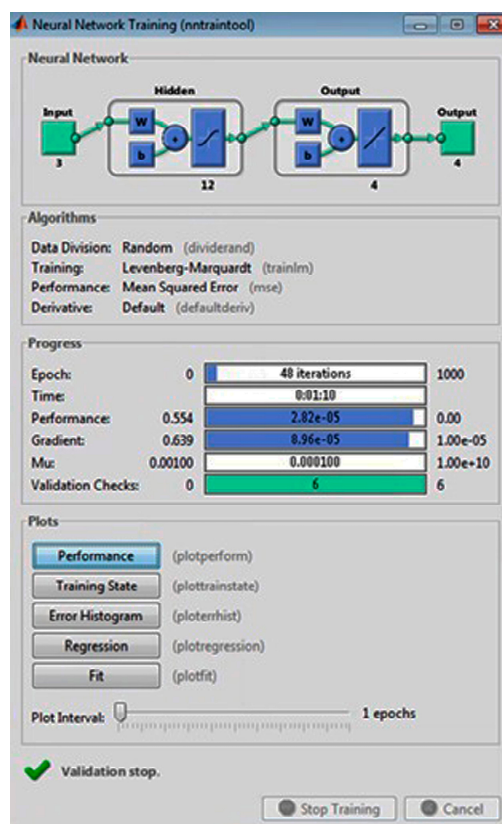 Neural Network Training (nntraintool)
Neural Network
Hidden Output
Input Output
W W
+ +
b b
3 4
12 4
Algorithms
Data Division: Random (dividerand)
Training: Levenberg-Marquardt (trainlm)
Performance: Mean Squared Error (mse)
Derivative: Default (defaultderiv)
Progress
Epoch: 0 48 iterations 1000
Time: 0:01:10
Performance: 0.554 2.82e-05 0.00
Gradient: 0.639 8.96e-05 1.00e-05
Mu: 0.00100 0.000100 1.00e+10
Validation Checks: 0 6 6
Plots
Performance (plotperform)
Training State (plottrainstate)
Error Histogram (ploterrhist)
Regression (plotregression)
Fit (plotfit)
Plot Interval: 1 epochs
Validation stop.
Stop Training Cancel